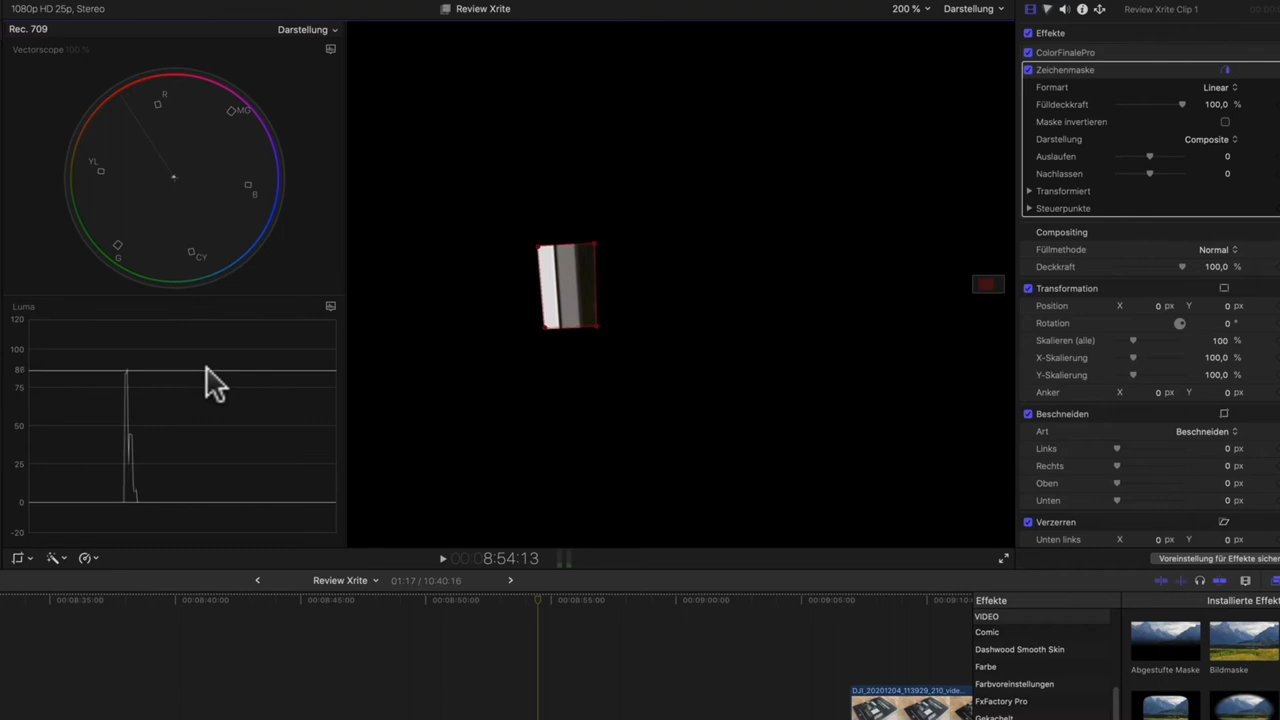 1080p HD 25p, Stereo
Review Xrite
200 %
Darstellung
Review Xrite Clip 1
Rec. 709
Darstellung
Vectorscope 100 %
R
MG
YL
B
G
CY
Luma
120
100
86
75
50
25
0
-20
Effekte
ColorFinalePro
Zeichenmaske
Formart Linear
Fülldeckkraft 100,0 %
Maske invertieren
Darstellung Composite
Auslaufen 0
Nachlassen 0
Transformiert
Steuerpunkte
Compositing
Füllmethode Normal
Deckkraft 100,0 %
Transformation
Position X 0 px Y 0 px
Rotation 0 °
Skalieren (alle) 100
X-Skalierung 100,0 %
Y-Skalierung 100,0 %
Anker X 0 px Y 0 px
Beschneiden
Art Beschneiden
Links 0 px
Rechts 0 px
Oben 0 px
Unten 0 px
Verzerren
Unten links X 0 px Y 0 px
00:00:8:54:13
Voreinstellung für Effekte sicher
Review Xrite 01:17 / 10:40:16
00:08:35:00 00:08:40:00 00:08:45:00 00:08:50:00 00:08:55:00 00:09:00:00 00:09:05:00 00:09:10
Effekte
Installierte Effekt
VIDEO
Comic
Dashwood Smooth Skin
Farbe
Farbvoreinstellungen
FxFactory Pro
Gekachelt
Abgestufte Maske
Bildmaske
DJI_20201204_113929_210_vide...